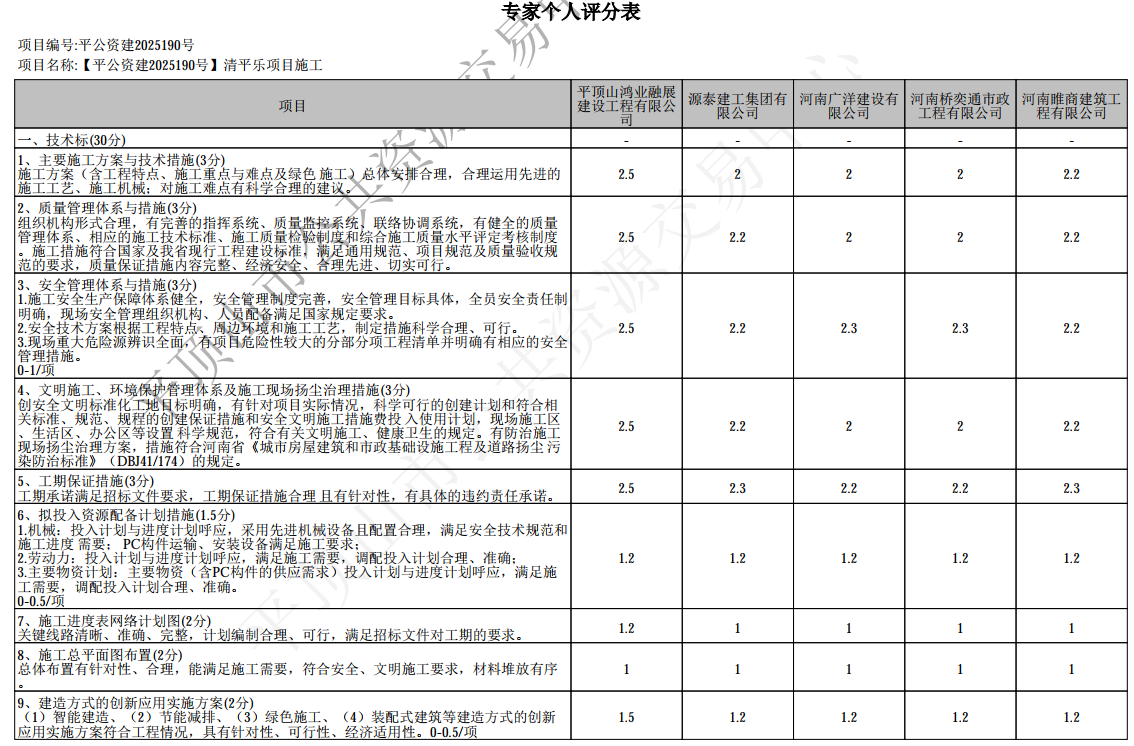 专家个人评分表
项目编号:平公资建2025190号
项目名称:【平公资建2025190号】清平乐项目施工
项目
平顶山鸿业融展
建设工程有限公
司
源泰建工集团有
限公司
河南广洋建设有
限公司
河南桥奕通市政
工程有限公司
河南睢商建筑工
程有限公司
一、技术标(30分)
- - - - -
1、主要施工方案与技术措施(3分)
施工方案（含工程特点、施工重点与难点及绿色 施工）总体安排合理，合理运用先进的
施工工艺、施工机械；对施工难点有科学合理的建议。
2.5 2 2 2 2.2
2、质量管理体系与措施(3分)
组织机构形式合理，有完善的指挥系统、质量监控系统、联络协调系统，有健全的质量
管理体系、相应的施工技术标准、施工质量检验制度和综合施工质量水平评定考核制度
。施工措施符合国家及我省现行工程建设标准，满足通用规范、项目规范及质量验收规
范的要求，质量保证措施内容完整、经济安全、合理先进、切实可行。
2.5 2.2 2 2 2.2
3、安全管理体系与措施(3分)
1.施工安全生产保障体系健全，安全管理制度完善，安全管理目标具体，全员安全责任制
明确，现场安全管理组织机构、人员配备满足国家规定要求。
2.安全技术方案根据工程特点、周边环境和施工工艺，制定措施科学合理、可行。
3.现场重大危险源辨识全面，有项目危险性较大的分部分项工程清单并明确有相应的安全
管理措施。
0-1/项
2.5 2.2 2.3 2.3 2.2
4、文明施工、环境保护管理体系及施工现场扬尘治理措施(3分)
创安全文明标准化工地目标明确，有针对项目实际情况，科学可行的创建计划和符合相
关标准、规范、规程的创建保证措施和安全文明施工措施费投 入使用计划，现场施工区
、生活区、办公区等设置 科学规范，符合有关文明施工、健康卫生的规定。有防治施工
现场扬尘治理方案，措施符合河南省《城市房屋建筑和市政基础设施工程及道路扬尘 污
染防治标准》（DBJ41/174）的规定。
2.5 2.2 2 2 2.2
5、工期保证措施(3分)
工期承诺满足招标文件要求，工期保证措施合理 且有针对性，有具体的违约责任承诺。
2.5 2.3 2.2 2.2 2.3
6、拟投入资源配备计划措施(1.5分)
1.机械：投入计划与进度计划呼应，采用先进机械设备且配置合理，满足安全技术规范和
施工进度 需要； PC构件运输、安装设备满足施工要求；
2.劳动力：投入计划与进度计划呼应，满足施工需要，调配投入计划合理、准确；
3.主要物资计划：主要物资（含PC构件的供应需求）投入计划与进度计划呼应，满足施
工需要，调配投入计划合理、准确。
0-0.5/项
1.2 1.2 1.2 1.2 1.2
7、施工进度表网络计划图(2分)
关键线路清晰、准确、完整，计划编制合理、可行，满足招标文件对工期的要求。
1.2 1 1 1 1
8、施工总平面图布置(2分)
总体布置有针对性、合理，能满足施工需要，符合安全、文明施工要求，材料堆放有序
。
1 1 1 1 1
9、建造方式的创新应用实施方案(2分)
（1）智能建造、（2）节能减排、（3）绿色施工、（4）装配式建筑等建造方式的创新
应用实施方案符合工程情况，具有针对性、可行性、经济适用性。0-0.5/项
1.5 1.2 1.2 1.2 1.2
平顶山市公共资源交易中心
平顶山市公共资源交易中心